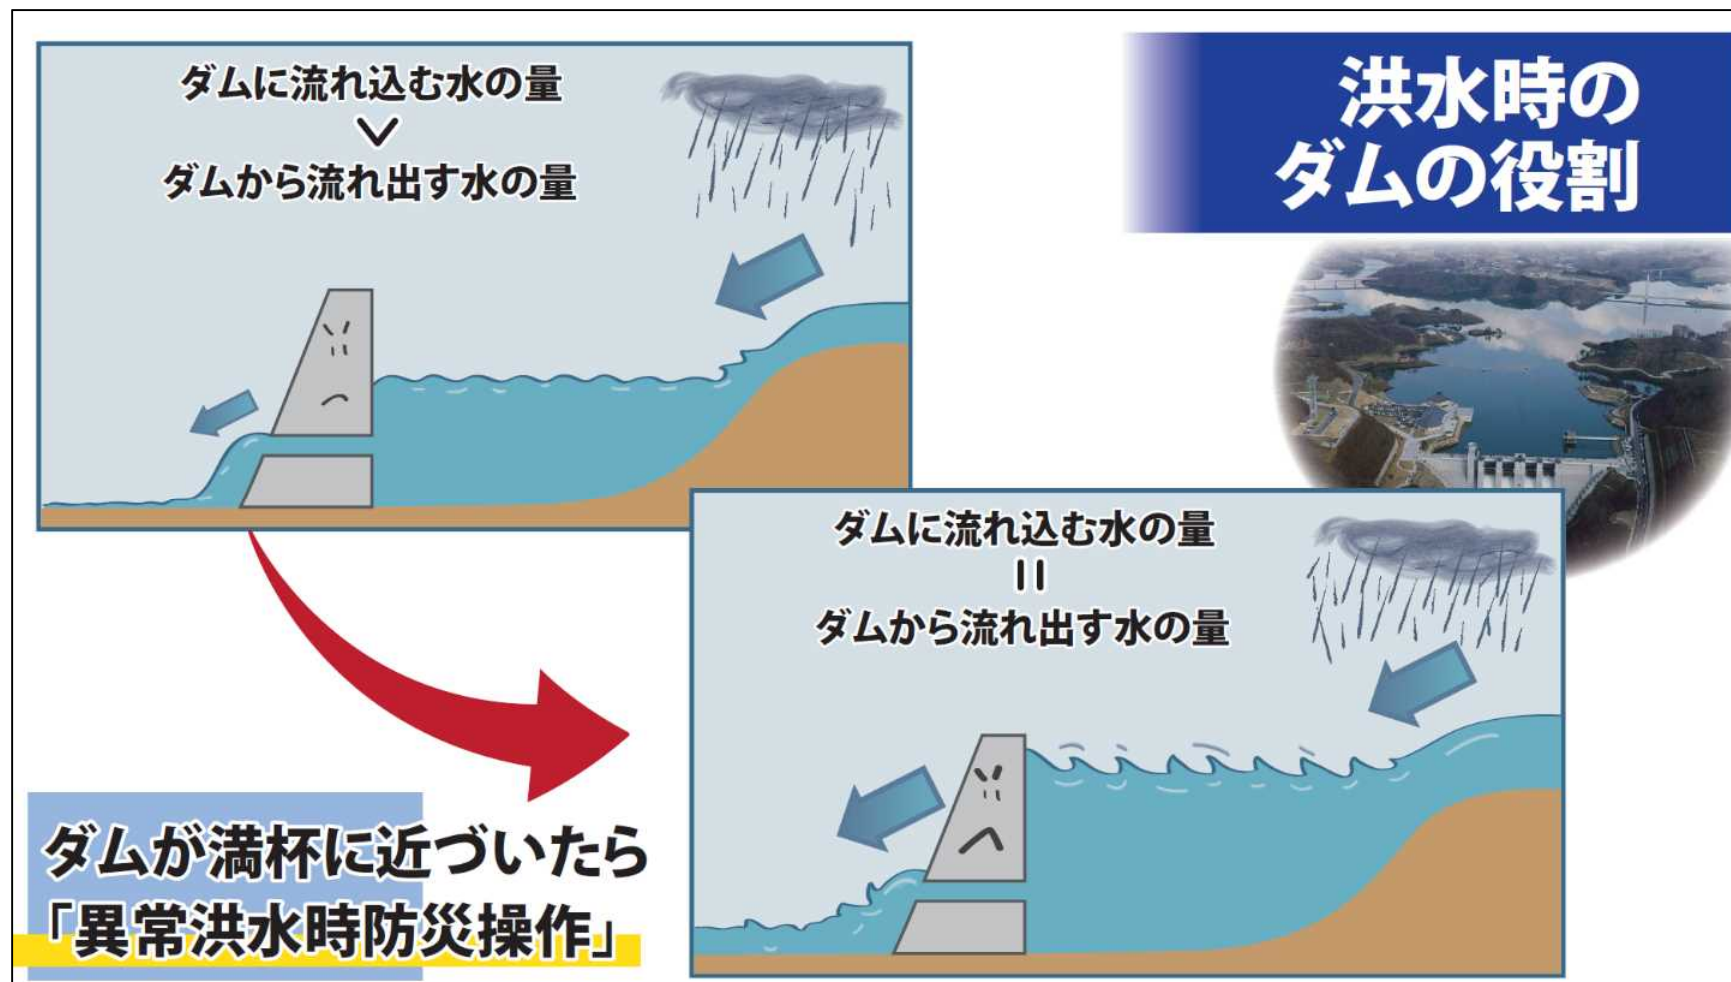 洪水時の
ダムの役割
ダムに流れ込む水の量
∨
ダムから流れ出す水の量
ダムに流れ込む水の量
॥
ダムから流れ出す水の量
ダムが満杯に近づいたら
「異常洪水時防災操作」